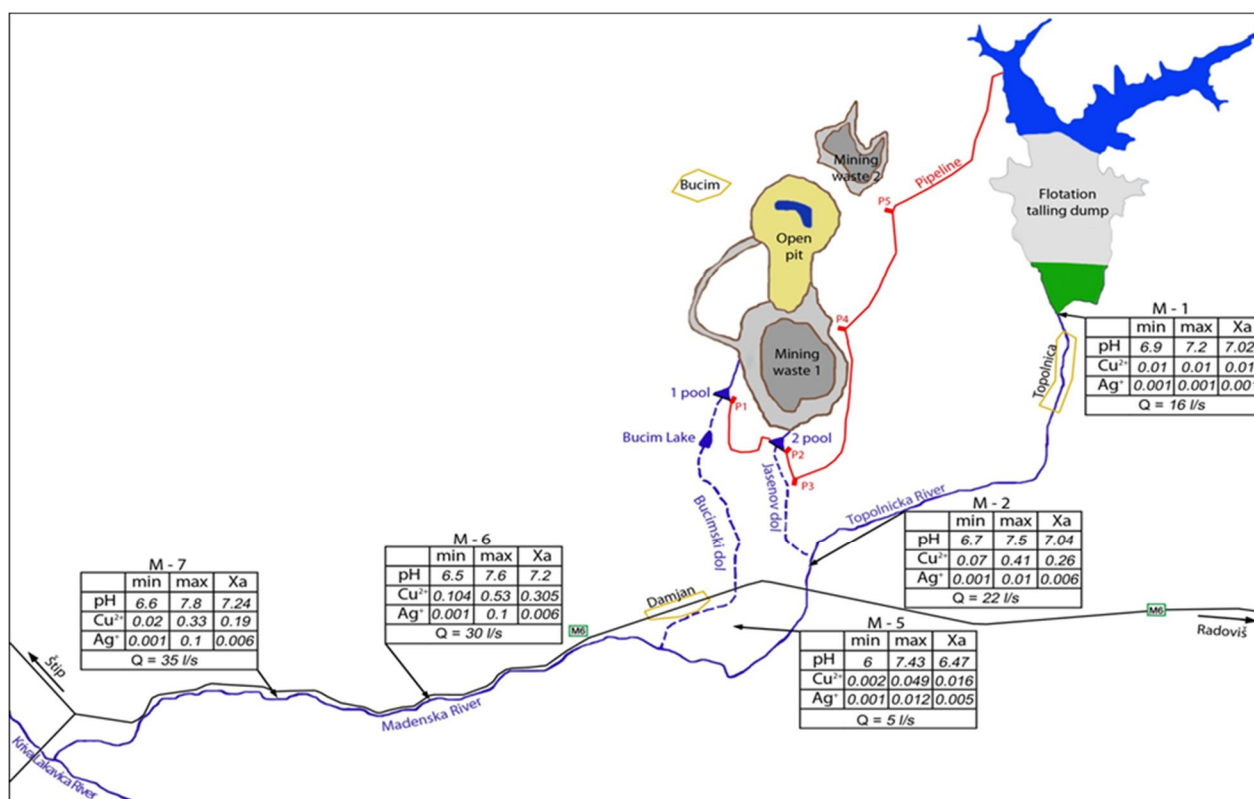 Mining
waste 2
Pipeline
Bucim
P5
Flotation
talling dump
Open
pit
P4
M - 1
min max Xa
pH 6.9 7.2 7.02
Cu²⁺ 0.01 0.01 0.01
Ag⁺ 0.001 0.001 0.001
Q = 16 l/s
Mining
waste 1
Topolnica
1 pool
P1
Bucim Lake
2 pool
P2
P3
Jasenov dol
Bucimski dol
Topolnicka River
M - 2
min max Xa
pH 6.7 7.5 7.04
Cu²⁺ 0.07 0.41 0.26
Ag⁺ 0.001 0.01 0.006
Q = 22 l/s
M - 6
min max Xa
pH 6.5 7.6 7.2
Cu²⁺ 0.104 0.53 0.305
Ag⁺ 0.001 0.1 0.006
Q = 30 l/s
M - 7
min max Xa
pH 6.6 7.8 7.24
Cu²⁺ 0.02 0.33 0.19
Ag⁺ 0.001 0.1 0.006
Q = 35 l/s
Damjan
M6
M6
Radoviš
M - 5
min max Xa
pH 6 7.43 6.47
Cu²⁺ 0.002 0.049 0.016
Ag⁺ 0.001 0.012 0.005
Q = 5 l/s
Štip
Madenska River
Kriva Lakavica River